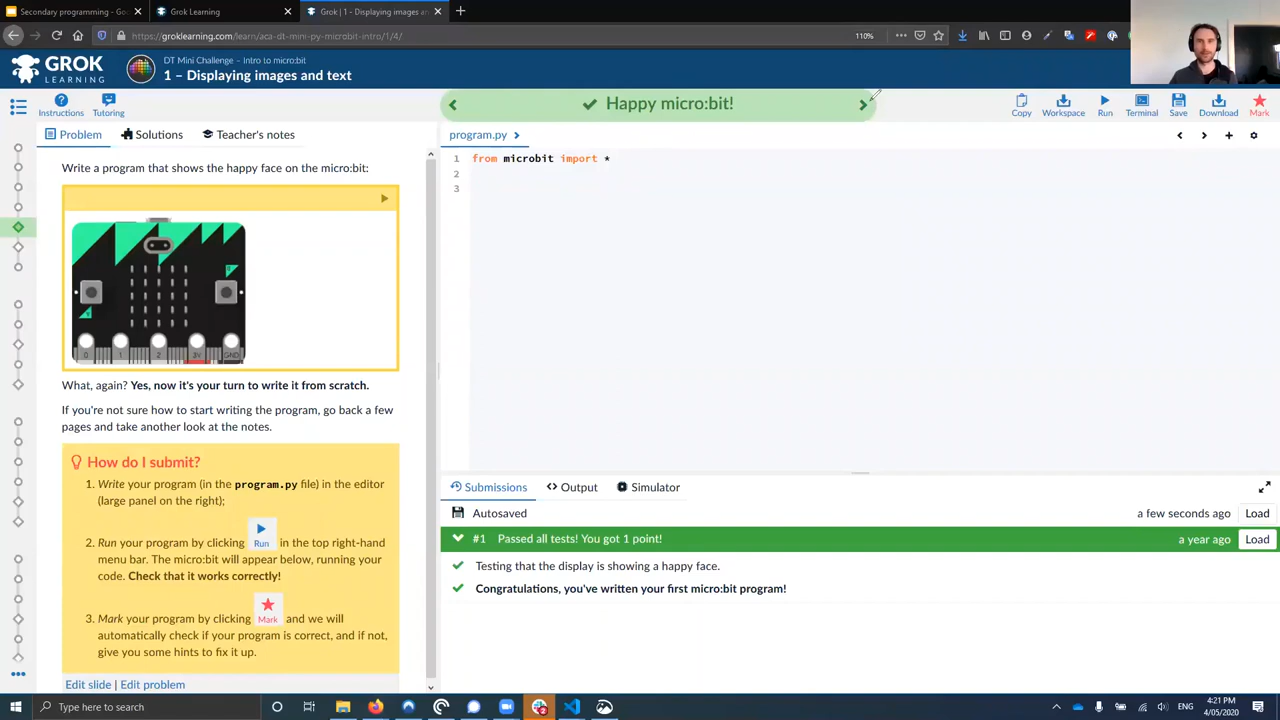 Secondary programming - Go
Grok Learning
Grok | 1 - Displaying images an
https://groklearning.com/learn/aca-dt-mini-py-microbit-intro/1/4/
110%
GROK
LEARNING
DT Mini Challenge - Intro to micro:bit
1 – Displaying images and text
Instructions
Tutoring
Happy micro:bit!
Copy
Workspace
Run
Terminal
Save
Download
Mark
Problem
Solutions
Teacher's notes
program.py
1 from microbit import *
2
3
Write a program that shows the happy face on the micro:bit:
0 1 2 3V GND
What, again? Yes, now it's your turn to write it from scratch.
If you're not sure how to start writing the program, go back a few
pages and take another look at the notes.
How do I submit?
1. Write your program (in the program.py file) in the editor
(large panel on the right);
2. Run your program by clicking Run in the top right-hand
menu bar. The micro:bit will appear below, running your
code. Check that it works correctly!
3. Mark your program by clicking Mark and we will
automatically check if your program is correct, and if not,
give you some hints to fix it up.
Edit slide | Edit problem
Submissions
Output
Simulator
Autosaved
a few seconds ago
Load
#1 Passed all tests! You got 1 point!
a year ago
Load
Testing that the display is showing a happy face.
Congratulations, you've written your first micro:bit program!
Type here to search
ENG
4:21 PM
4/05/2020